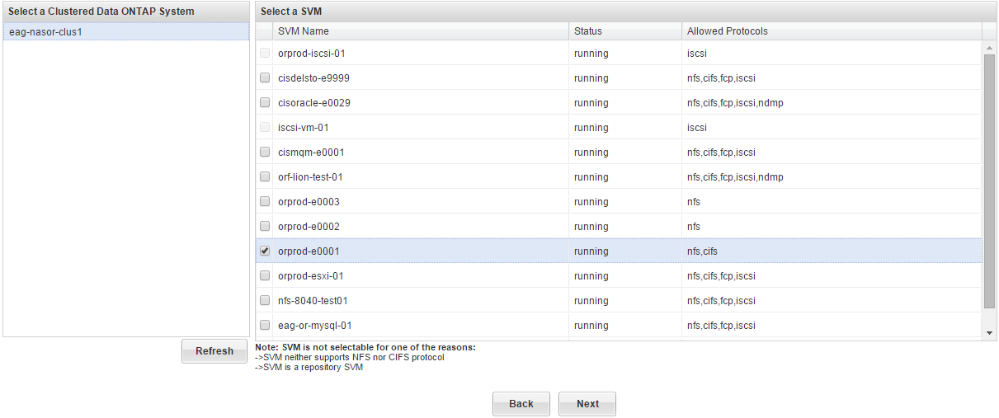 Select a Clustered Data ONTAP System
eag-nasor-clus1
Refresh
Select a SVM
SVM Name Status Allowed Protocols
orprod-iscsi-01 running iscsi
cisdelsto-e9999 running nfs,cifs,fcp,iscsi
cisoracle-e0029 running nfs,cifs,fcp,iscsi,ndmp
iscsi-vm-01 running iscsi
cismqm-e0001 running nfs,cifs,fcp,iscsi
orf-lion-test-01 running nfs,cifs,fcp,iscsi,ndmp
orprod-e0003 running nfs
orprod-e0002 running nfs
orprod-e0001 running nfs,cifs
orprod-esxi-01 running nfs,cifs,fcp,iscsi
nfs-8040-test01 running nfs,cifs,fcp,iscsi
eag-or-mysql-01 running nfs,cifs,fcp,iscsi
Note: SVM is not selectable for one of the reasons:
->SVM neither supports NFS nor CIFS protocol
->SVM is a repository SVM
Back Next